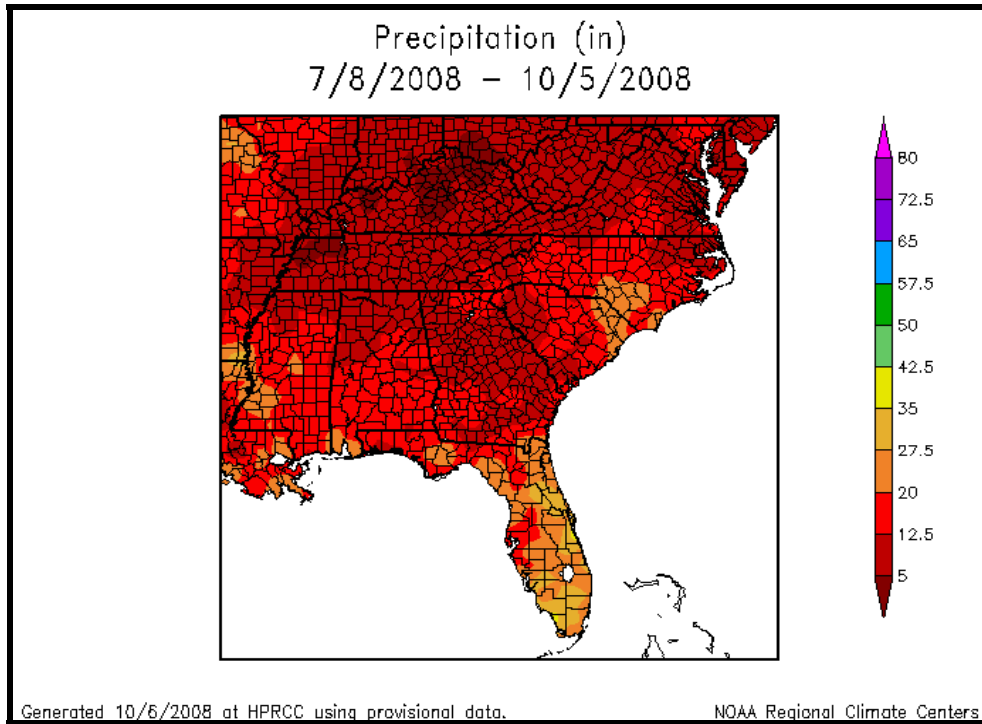 Precipitation (in)
7/8/2008 – 10/5/2008
80
72.5
65
57.5
50
42.5
35
27.5
20
12.5
5
Generated 10/6/2008 at HPRCC using provisional data.
NOAA Regional Climate Centers